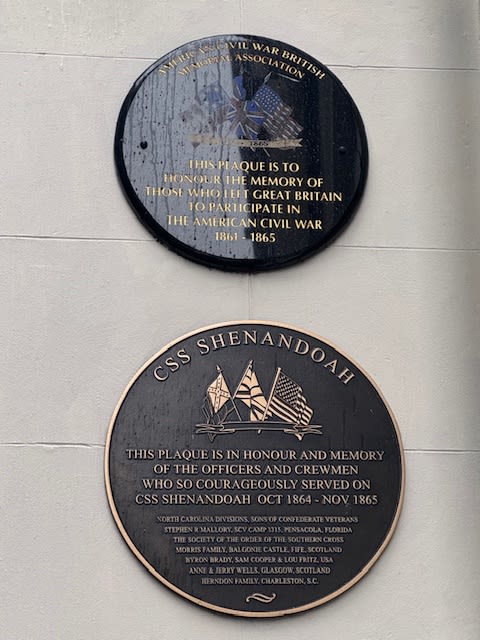 AMERICAN CIVIL WAR BRITISH
MEMORIAL ASSOCIATION
1865
THIS PLAQUE IS TO
HONOUR THE MEMORY OF
THOSE WHO LEFT GREAT BRITAIN
TO PARTICIPATE IN
THE AMERICAN CIVIL WAR
1861 - 1865
CSS SHENANDOAH
THIS PLAQUE IS IN HONOUR AND MEMORY
OF THE OFFICERS AND CREWMEN
WHO SO COURAGEOUSLY SERVED ON
CSS SHENANDOAH OCT 1864 - NOV 1865
NORTH CAROLINA DIVISIONS, SONS OF CONFEDERATE VETERANS
STEPHEN R MALLORY, SCV CAMP 1315, PENSACOLA, FLORIDA
THE SOCIETY OF THE ORDER OF THE SOUTHERN CROSS
MORRIS FAMILY, BALGONIE CASTLE, FIFE, SCOTLAND
BYRON BRADY, SAM COOPER & LOU FRITZ, USA
ANNE & JERRY WELLS, GLASGOW, SCOTLAND
HERNDON FAMILY, CHARLESTON, S.C.